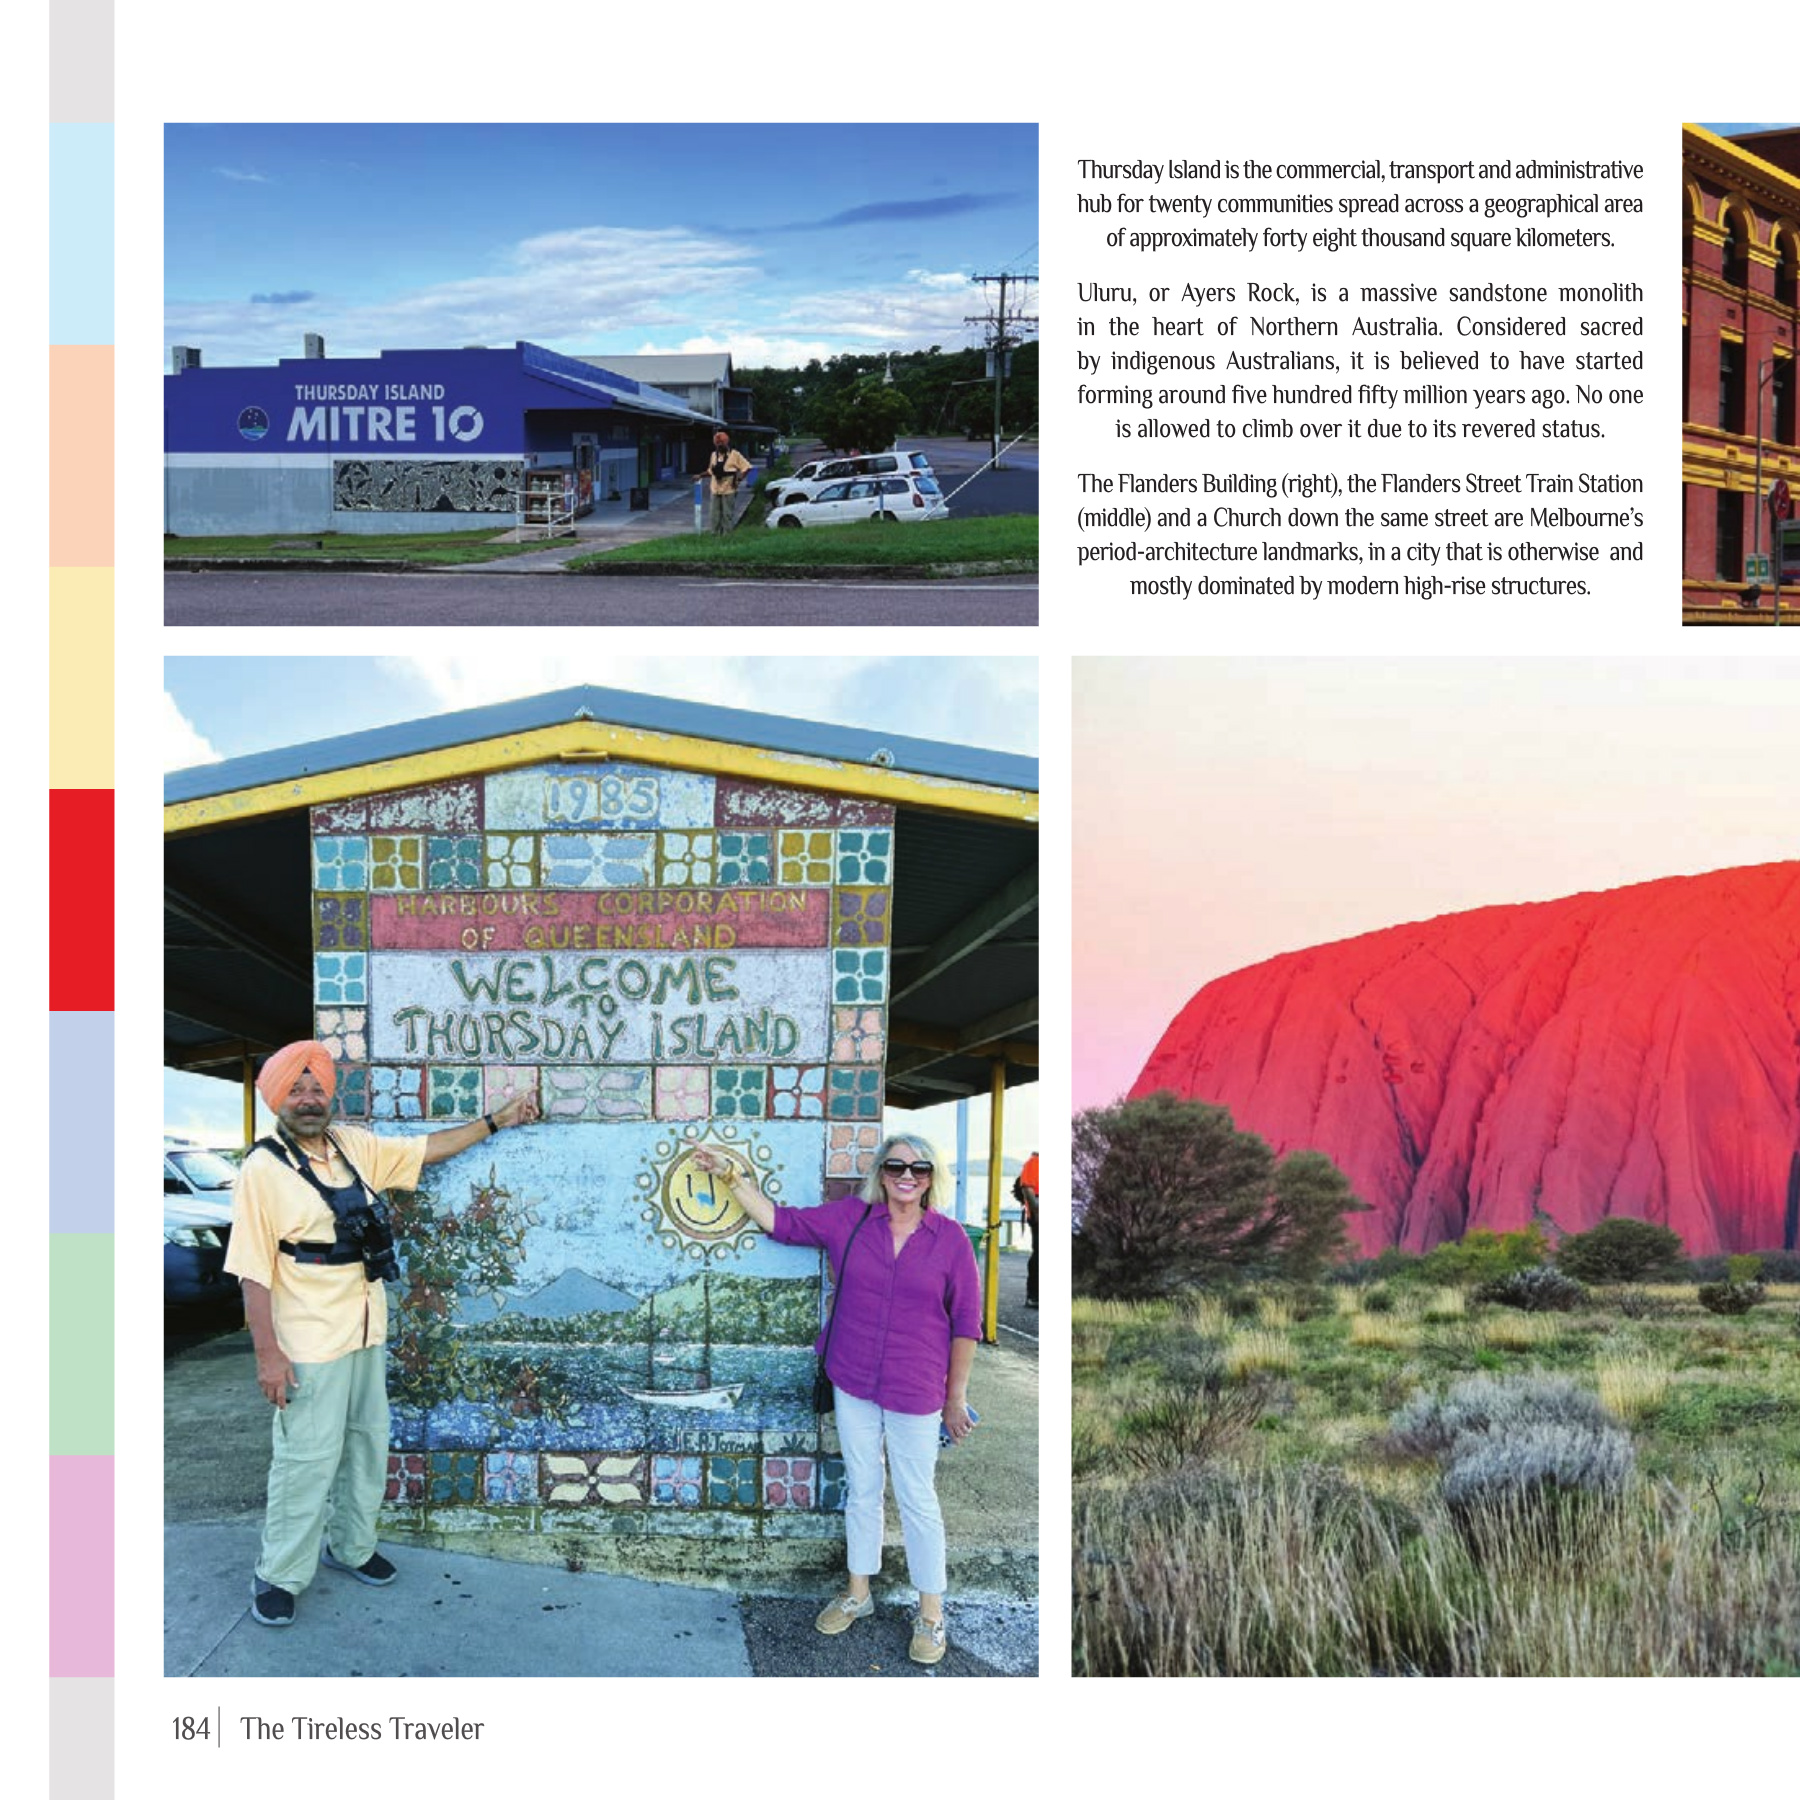 THURSDAY ISLAND
MITRE 10
Thursday Island is the commercial, transport and administrative
hub for twenty communities spread across a geographical area
of approximately forty eight thousand square kilometers.
Uluru, or Ayers Rock, is a massive sandstone monolith
in the heart of Northern Australia. Considered sacred
by indigenous Australians, it is believed to have started
forming around five hundred fifty million years ago. No one
is allowed to climb over it due to its revered status.
The Flanders Building (right), the Flanders Street Train Station
(middle) and a Church down the same street are Melbourne’s
period-architecture landmarks, in a city that is otherwise and
mostly dominated by modern high-rise structures.
1985
HARBOURS CORPORATION
OF QUEENSLAND
WELCOME
TO
THURSDAY ISLAND
184 | The Tireless Traveler